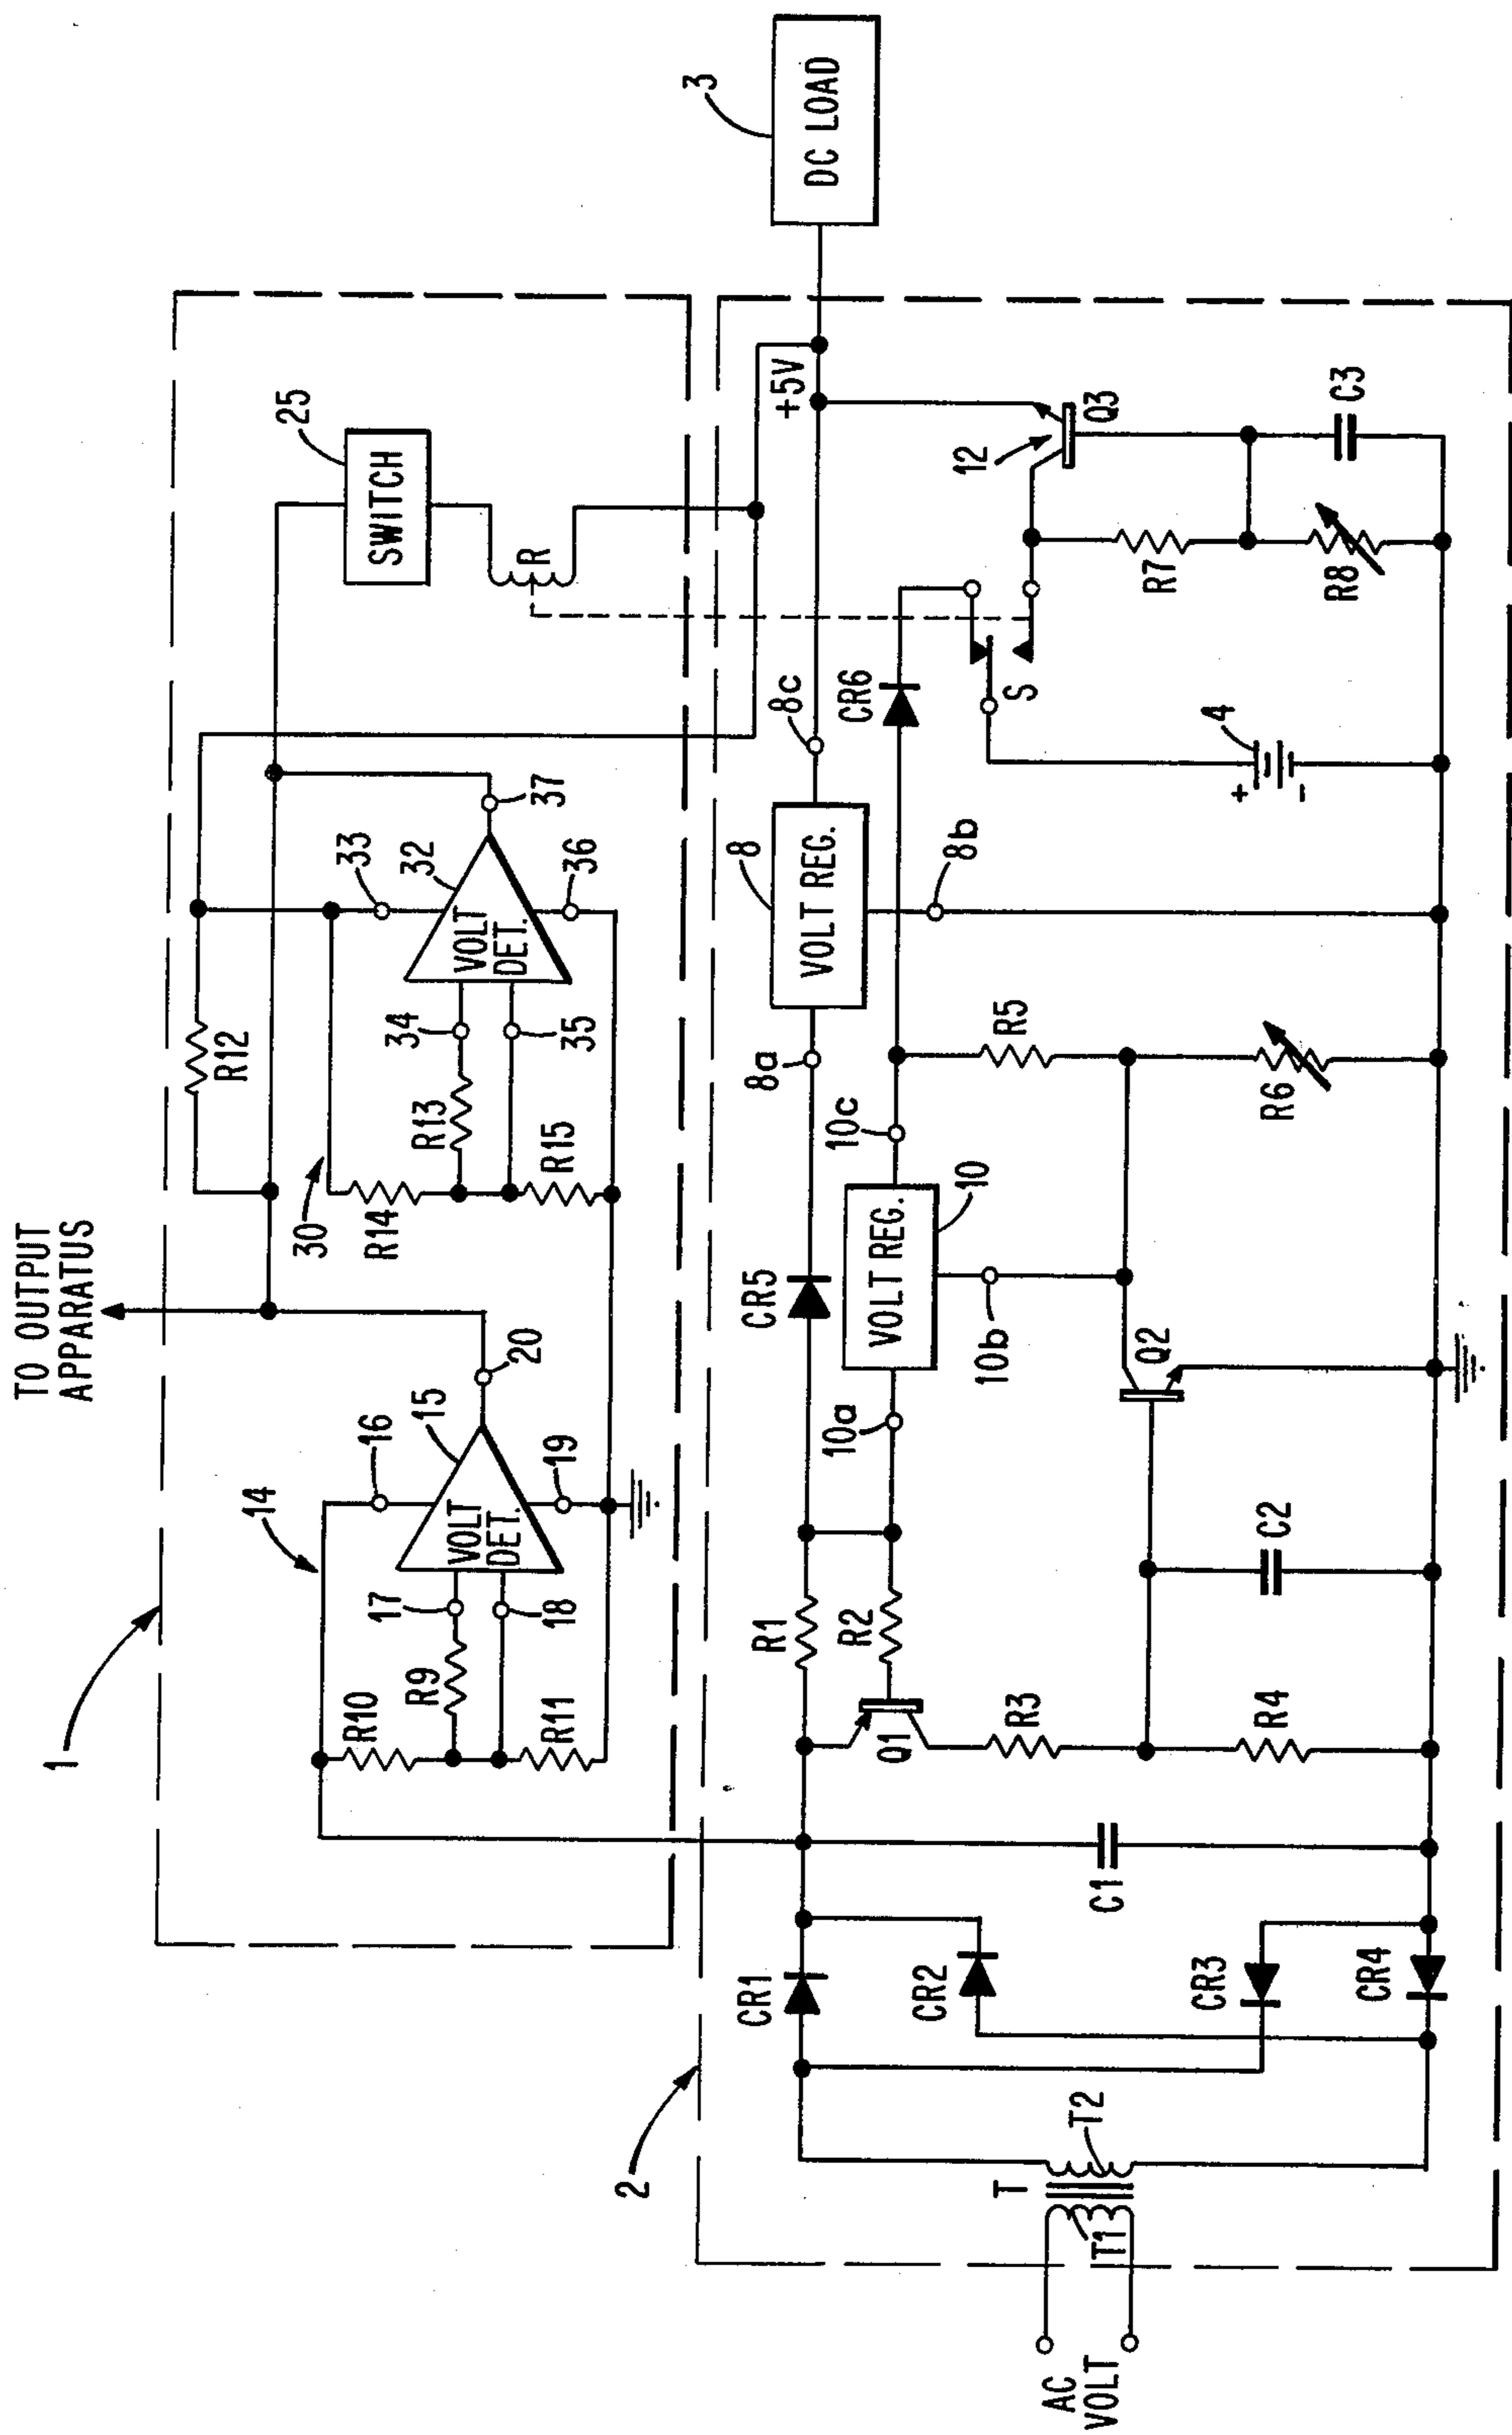 TO OUTPUT
APPARATUS
1
14
16
15
17
VOLT
DET.
18
19
20
R10
R9
R11
30
R12
R14
R13
R15
33
32
34
VOLT
DET.
35
36
37
25
SWITCH
R
3
DC LOAD
2
AC
VOLT
T
T1
T2
CR1
CR2
CR3
CR4
C1
R1
R2
Q1
R3
R4
C2
Q2
CR5
10a
VOLT REG.
10
10b
10c
8a
VOLT REG.
8
8b
8c
R5
R6
CR6
S
4
+
-
+5V
12
Q3
R7
R8
C3